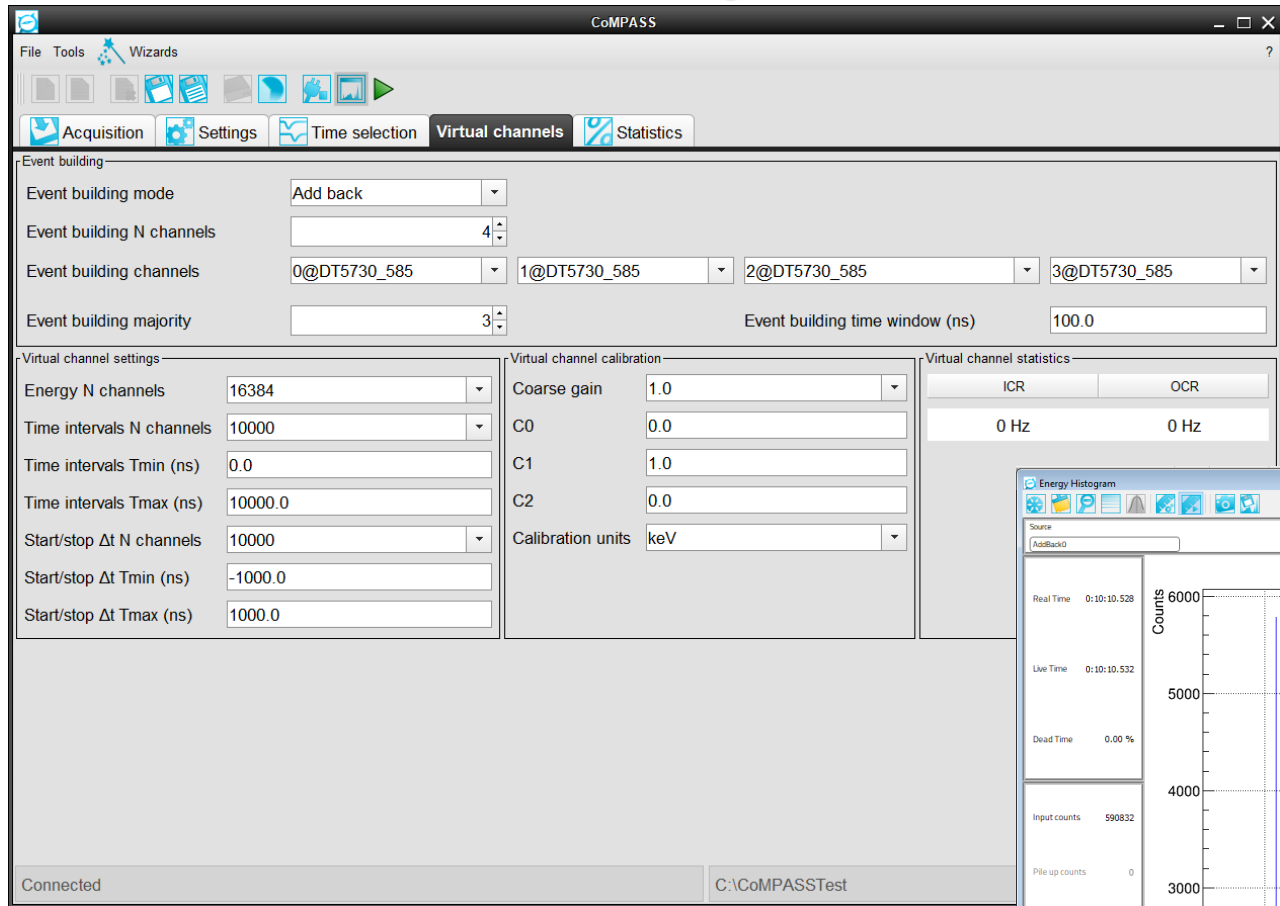 CoMPASS
File Tools Wizards ?
Acquisition Settings Time selection Virtual channels Statistics
Event building
Event building mode Add back
Event building N channels 4
Event building channels 0@DT5730_585 1@DT5730_585 2@DT5730_585 3@DT5730_585
Event building majority 3 Event building time window (ns) 100.0
Virtual channel settings
Energy N channels 16384
Time intervals N channels 10000
Time intervals Tmin (ns) 0.0
Time intervals Tmax (ns) 10000.0
Start/stop Δt N channels 10000
Start/stop Δt Tmin (ns) -1000.0
Start/stop Δt Tmax (ns) 1000.0
Virtual channel calibration
Coarse gain 1.0
C0 0.0
C1 1.0
C2 0.0
Calibration units keV
Virtual channel statistics
ICR OCR
0 Hz 0 Hz
Energy Histogram
Source
AddBack0
Real Time 0:10:10.528
Live Time 0:10:10.532
Dead Time 0.00 %
Input counts 590832
Pile up counts 0
Counts
6000
5000
4000
3000
Connected C:\CoMPASSTest